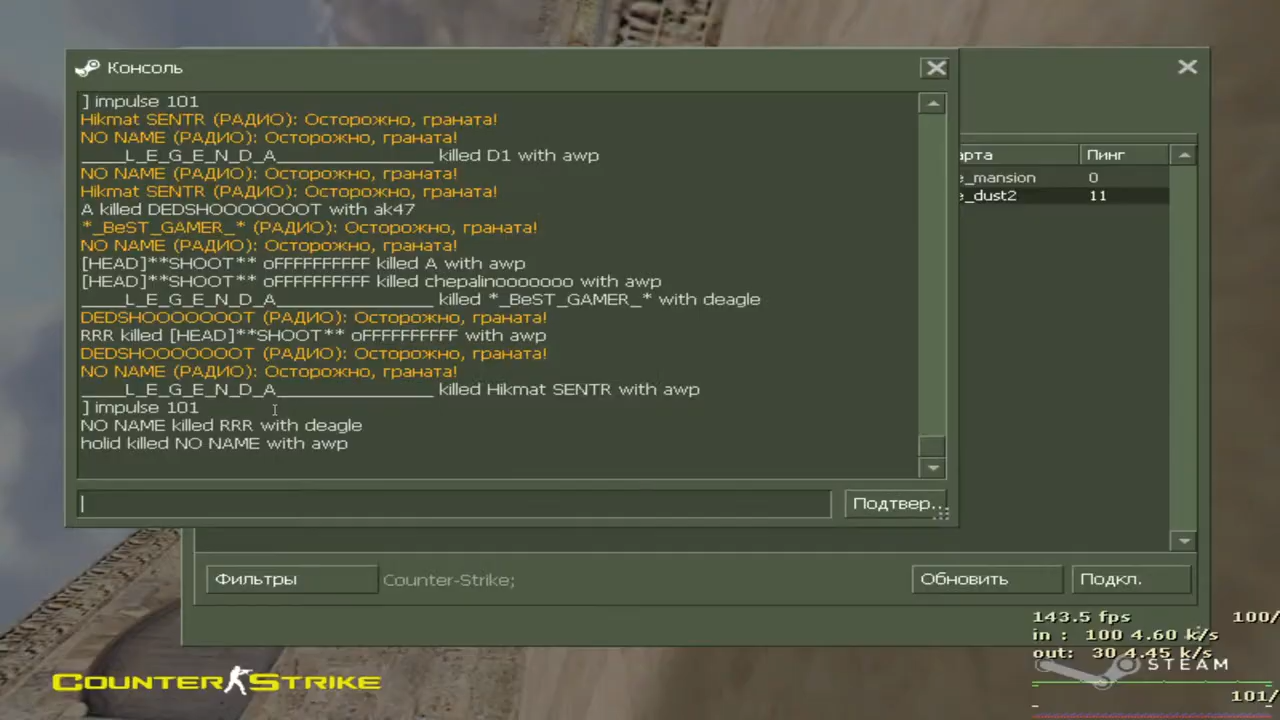 Консоль
] impulse 101
Hikmat SENTR (РАДИО): Осторожно, граната!
NO NAME (РАДИО): Осторожно, граната!
____L_E_G_E_N_D_A______________ killed D1 with awp
NO NAME (РАДИО): Осторожно, граната!
Hikmat SENTR (РАДИО): Осторожно, граната!
A killed DEDSHOOOOOOOT with ak47
*_BeST_GAMER_* (РАДИО): Осторожно, граната!
NO NAME (РАДИО): Осторожно, граната!
[HEAD]**SHOOT** oFFFFFFFFFF killed A with awp
[HEAD]**SHOOT** oFFFFFFFFFF killed chepalinooooooo with awp
____L_E_G_E_N_D_A______________ killed *_BeST_GAMER_* with deagle
DEDSHOOOOOOOT (РАДИО): Осторожно, граната!
RRR killed [HEAD]**SHOOT** oFFFFFFFFFF with awp
DEDSHOOOOOOOT (РАДИО): Осторожно, граната!
NO NAME (РАДИО): Осторожно, граната!
____L_E_G_E_N_D_A______________ killed Hikmat SENTR with awp
] impulse 101
NO NAME killed RRR with deagle
holid killed NO NAME with awp
Подтвер...
арта Пинг
e_mansion 0
e_dust2 11
Фильтры Counter-Strike; Обновить Подкл.
143.5 fps 100/
in : 100 4.60 k/s
out: 30 4.45 k/s
STEAM
COUNTER STRIKE
101/